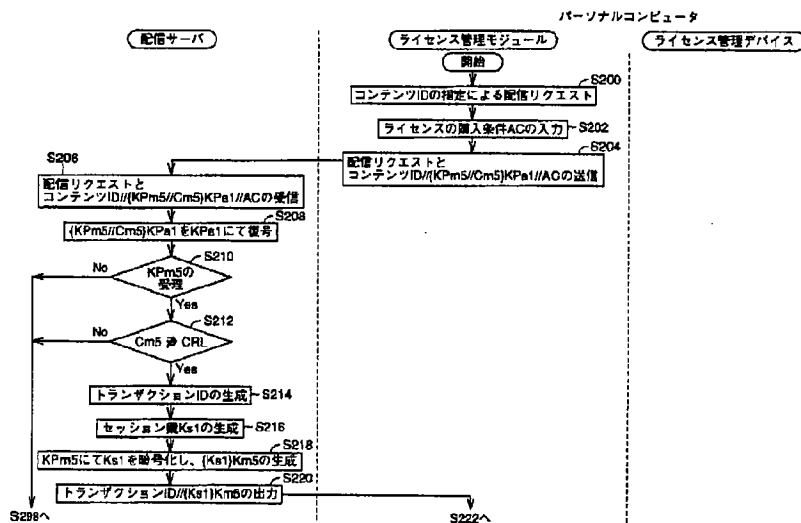 パーソナルコンピュータ
配信サーバ
ライセンス管理モジュール
ライセンス管理デバイス
開始
S200
コンテンツIDの指定による配信リクエスト
S202
ライセンスの購入条件ACの入力
S204
配信リクエストと
コンテンツID//{KPm5//Cm5}KPa1//ACの送信
S206
配信リクエストと
コンテンツID//{KPm5//Cm5}KPa1//ACの受信
S208
{KPm5//Cm5}KPa1をKPa1にて復号
S210
KPm5の
受理
No
Yes
S212
Cm5 ∌ CRL
No
Yes
トランザクションIDの生成
S214
セッション鍵Ks1の生成
S216
S218
KPm5にてKs1を暗号化し、{Ks1}Km5の生成
S220
トランザクションID//{Ks1}Km5の出力
S298へ
S222へ